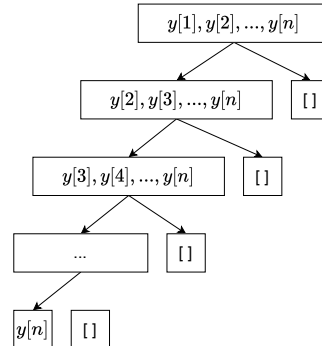 y[1], y[2], ..., y[n]
y[2], y[3], ..., y[n] [ ]
y[3], y[4], ..., y[n] [ ]
... [ ]
y[n] [ ]